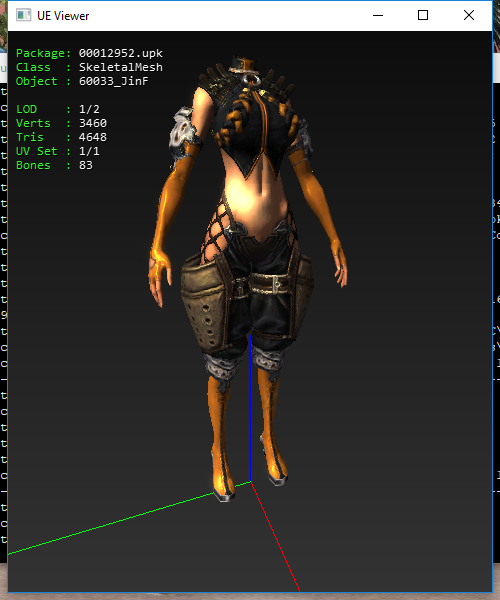 UE Viewer
Package: 00012952.upk
Class : SkeletalMesh
Object : 60033_JinF
LOD : 1/2
Verts : 3460
Tris : 4648
UV Set : 1/1
Bones : 83